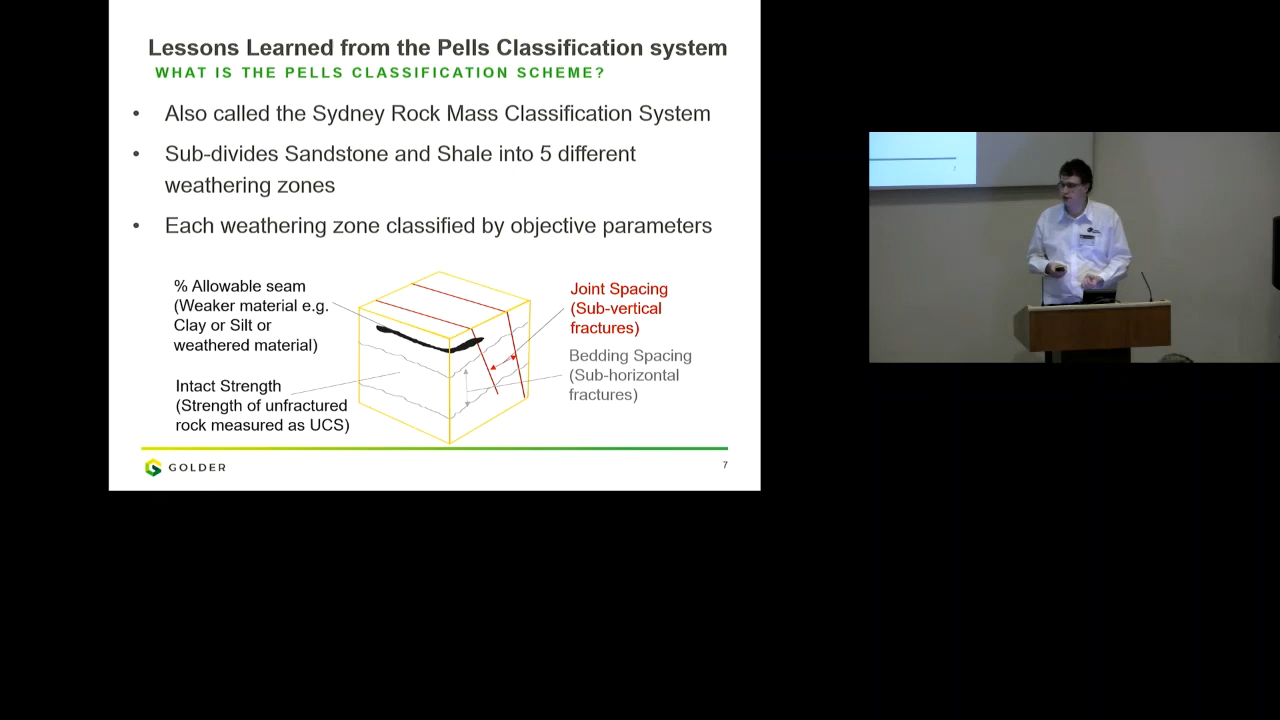 Lessons Learned from the Pells Classification system
WHAT IS THE PELLS CLASSIFICATION SCHEME?
• Also called the Sydney Rock Mass Classification System
• Sub-divides Sandstone and Shale into 5 different
weathering zones
• Each weathering zone classified by objective parameters
% Allowable seam
(Weaker material e.g.
Clay or Silt or
weathered material)
Intact Strength
(Strength of unfractured
rock measured as UCS)
Joint Spacing
(Sub-vertical
fractures)
Bedding Spacing
(Sub-horizontal
fractures)
GOLDER
7